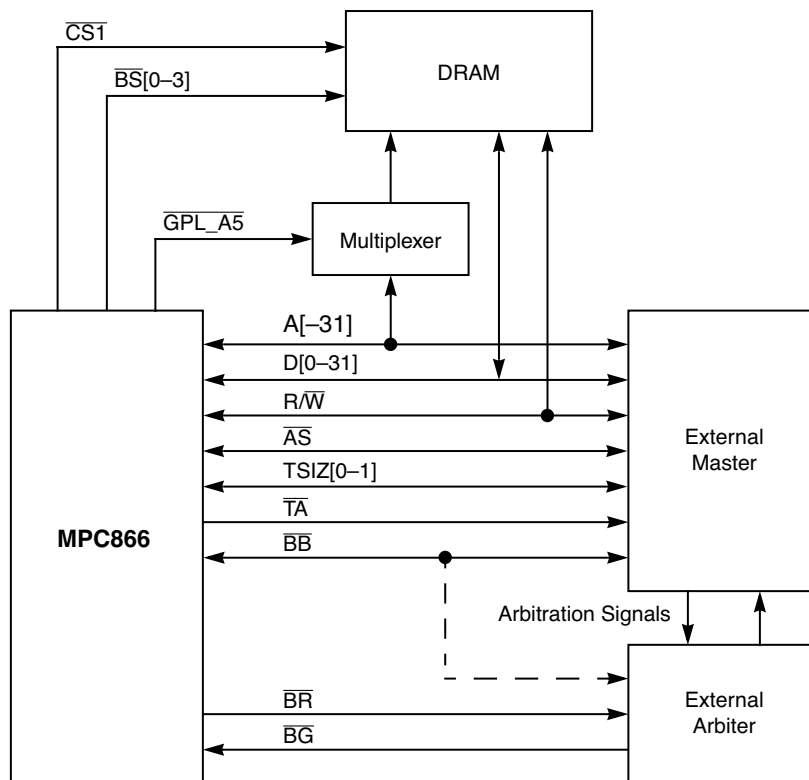 CS1
DRAM
BS[0–3]
GPL_A5
Multiplexer
A[–31]
D[0–31]
R/W
AS
External
Master
TSIZ[0–1]
TA
MPC866
BB
Arbitration Signals
BR
External
Arbiter
BG